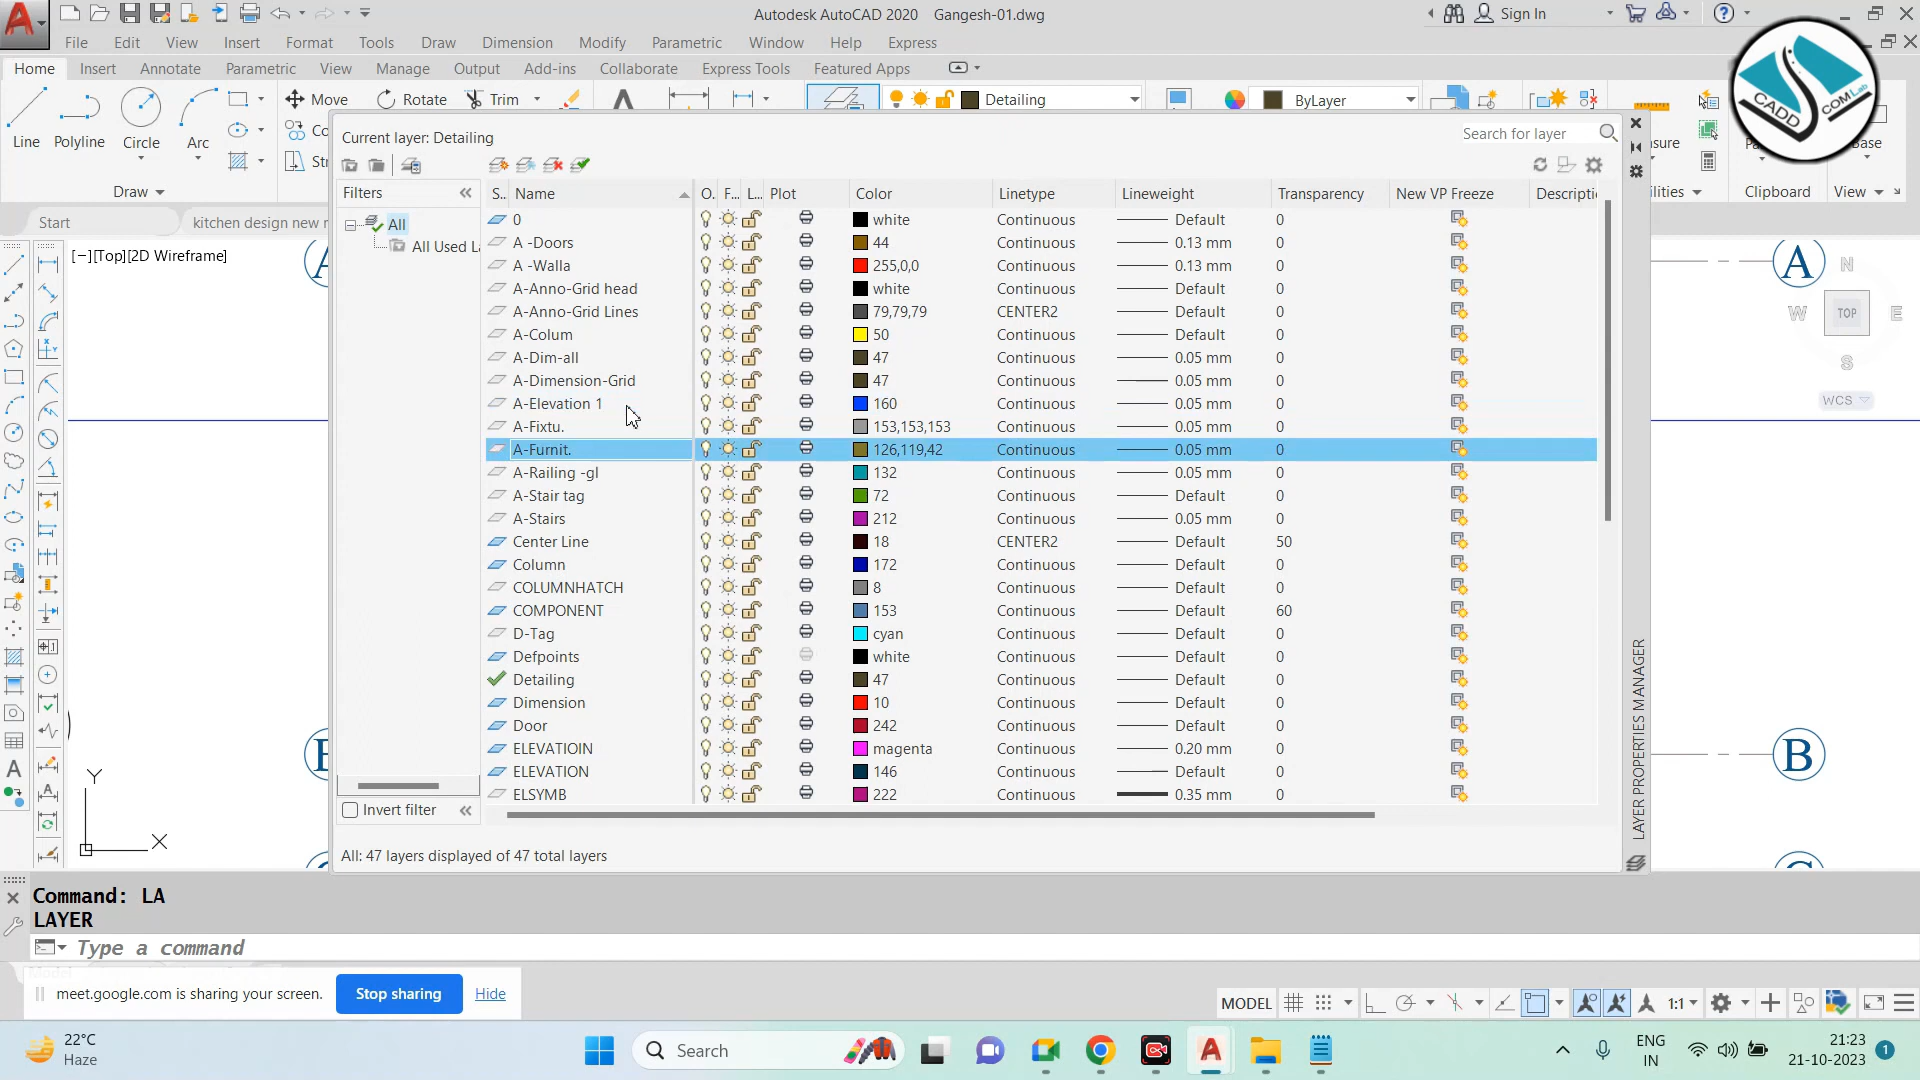 Autodesk AutoCAD 2020 Gangesh-01.dwg
Sign In
File Edit View Insert Format Tools Draw Dimension Modify Parametric Window Help Express
Home Insert Annotate Parametric View Manage Output Add-ins Collaborate Express Tools Featured Apps
Line Polyline Circle Arc
Move Rotate Trim
Detailing
ByLayer
Draw
Clipboard
View
CADD
COM Lab
Start
kitchen design new
[−][Top][2D Wireframe]
Current layer: Detailing
Search for layer
Filters
All
All Used La
S.. Name O. F... L... Plot Color Linetype Lineweight Transparency New VP Freeze Descripti
0 white Continuous Default 0
A -Doors 44 Continuous 0.13 mm 0
A -Walla 255,0,0 Continuous 0.13 mm 0
A-Anno-Grid head white Continuous Default 0
A-Anno-Grid Lines 79,79,79 CENTER2 Default 0
A-Colum 50 Continuous Default 0
A-Dim-all 47 Continuous 0.05 mm 0
A-Dimension-Grid 47 Continuous 0.05 mm 0
A-Elevation 1 160 Continuous 0.05 mm 0
A-Fixtu. 153,153,153 Continuous 0.05 mm 0
A-Furnit. 126,119,42 Continuous 0.05 mm 0
A-Railing -gl 132 Continuous 0.05 mm 0
A-Stair tag 72 Continuous Default 0
A-Stairs 212 Continuous 0.05 mm 0
Center Line 18 CENTER2 Default 50
Column 172 Continuous Default 0
COLUMNHATCH 8 Continuous Default 0
COMPONENT 153 Continuous Default 60
D-Tag cyan Continuous Default 0
Defpoints white Continuous Default 0
Detailing 47 Continuous Default 0
Dimension 10 Continuous Default 0
Door 242 Continuous Default 0
ELEVATIOIN magenta Continuous 0.20 mm 0
ELEVATION 146 Continuous Default 0
ELSYMB 222 Continuous 0.35 mm 0
Invert filter
All: 47 layers displayed of 47 total layers
LAYER PROPERTIES MANAGER
A
B
N
W TOP E
S
WCS
Y
X
Command: LA
LAYER
Type a command
meet.google.com is sharing your screen. Stop sharing Hide
MODEL 1:1
22°C
Haze
Search
ENG
IN
21:23
21-10-2023
1